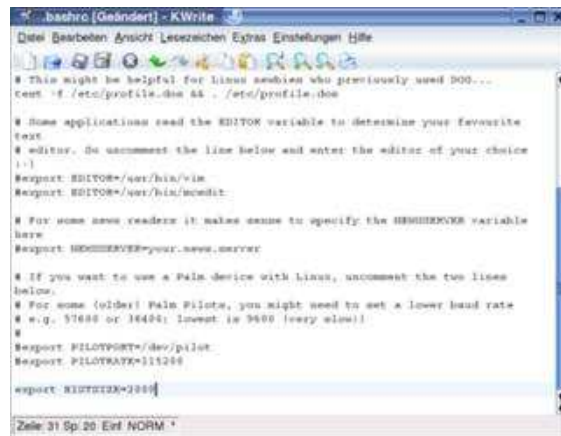 .bashrc [Geändert] - KWrite
Datei Bearbeiten Ansicht Lesezeichen Extras Einstellungen Hilfe
# This might be helpful for Linux newbies who previously used DOS...
test -f /etc/profile.dos && . /etc/profile.dos
# Some applications read the EDITOR variable to determine your favourite
text
# editor. So uncomment the line below and enter the editor of your choice
:-)
#export EDITOR=/usr/bin/vim
#export EDITOR=/usr/bin/mcedit
# For some news readers it makes sense to specify the NEWSSERVER variable
here
#export NEWSSERVER=your.news.server
# If you want to use a Palm device with Linux, uncomment the two lines
below.
# For some (older) Palm Pilots, you might need to set a lower baud rate
# e.g. 57600 or 38400; lowest is 9600 (very slow!)
#
#export PILOTPORT=/dev/pilot
#export PILOTRATE=115200
export HISTSIZE=2000
Zeile: 31 Sp: 20 Einf NORM *